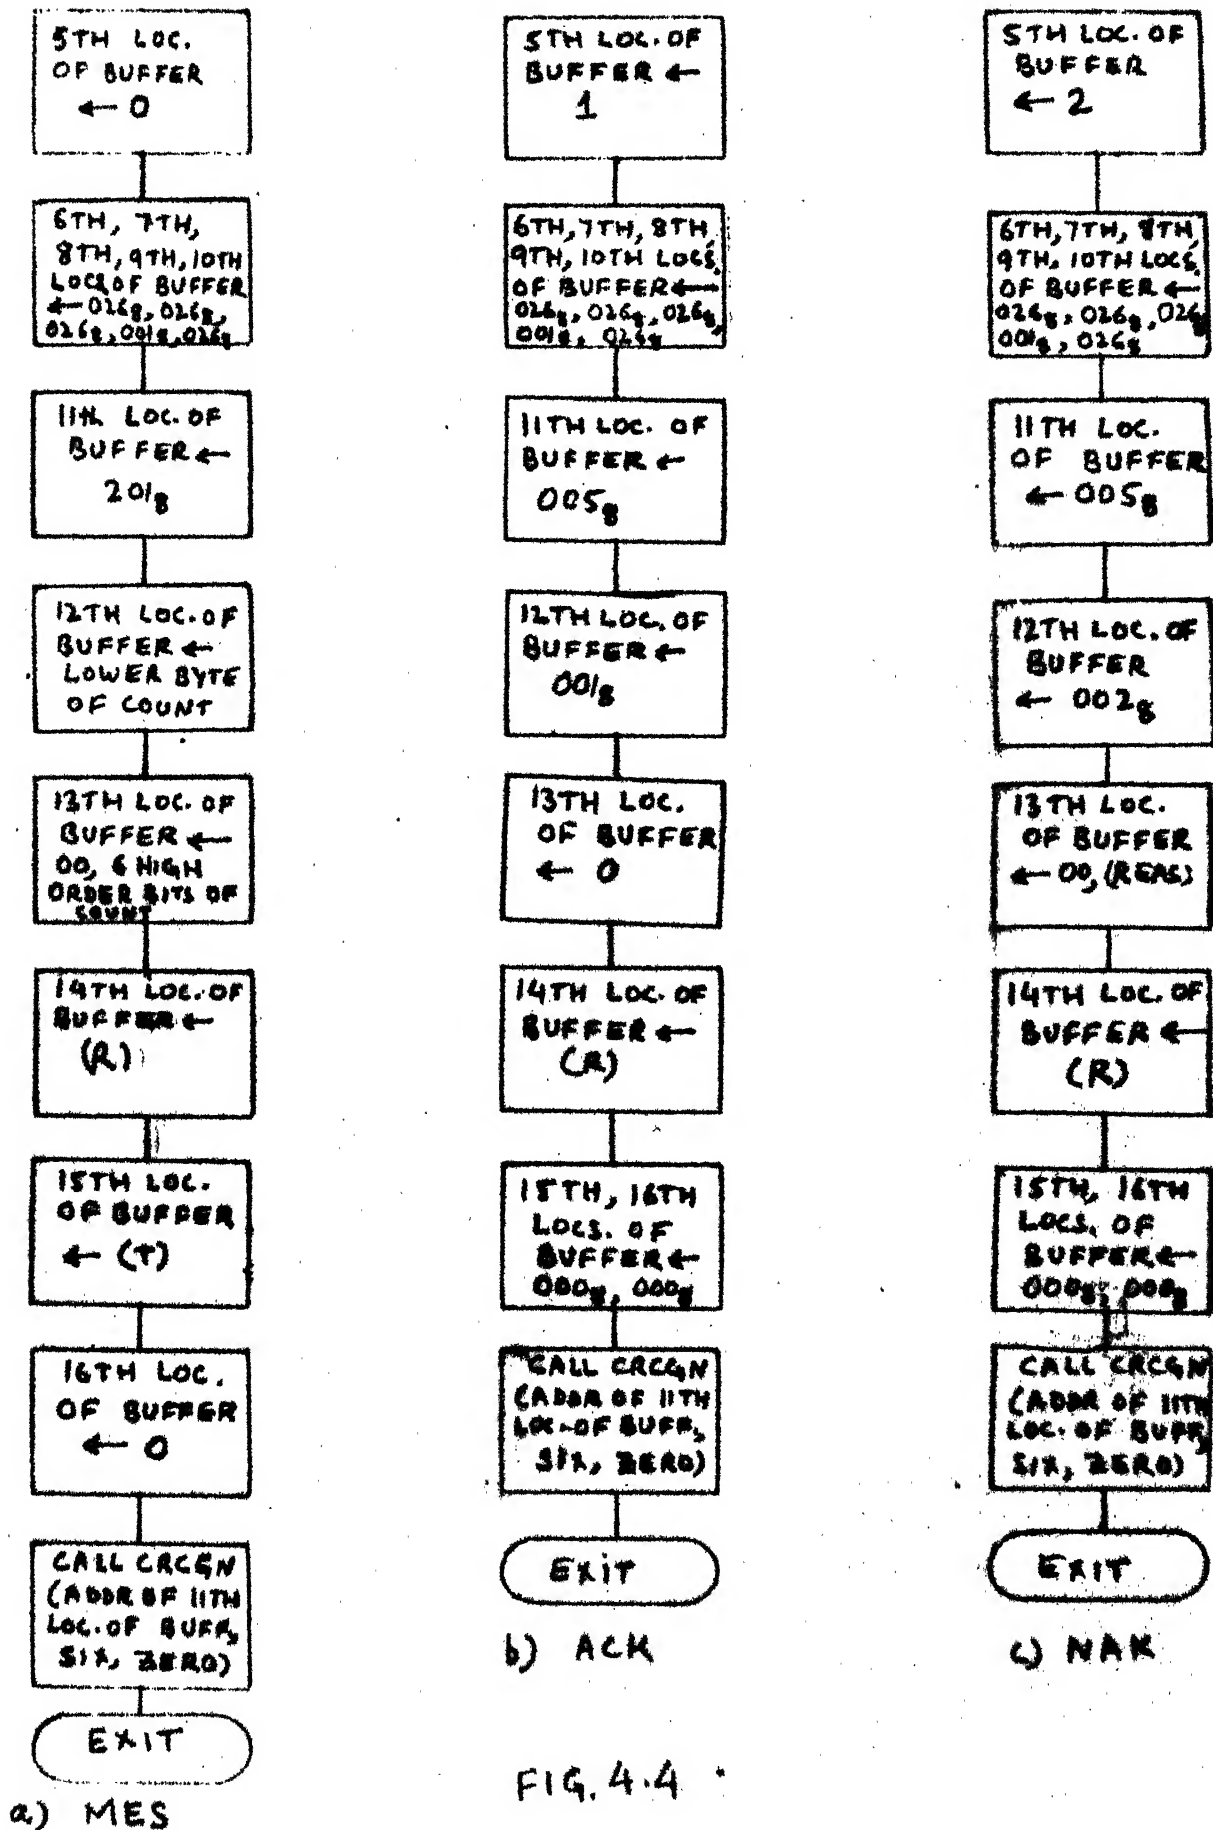 5TH LOC.
OF BUFFER
← 0
6TH, 7TH,
8TH, 9TH, 10TH
LOCS OF BUFFER
← 026₈, 026₈,
026₈, 001₈, 026₈
11th LOC. OF
BUFFER ←
201₈
12TH LOC. OF
BUFFER ←
LOWER BYTE
OF COUNT
13TH LOC. OF
BUFFER ←
00, 6 HIGH
ORDER BITS OF
COUNT
14TH LOC. OF
BUFFER ←
(R)
15TH LOC.
OF BUFFER
← (T)
16TH LOC.
OF BUFFER
← 0
CALL CRCGN
(ADDR OF 11TH
LOC. OF BUFF,
SIX, ZERO)
EXIT
a) MES
5TH LOC. OF
BUFFER ←
1
6TH, 7TH, 8TH,
9TH, 10TH LOCS.
OF BUFFER ←
026₈, 026₈, 026₈,
001₈, 026₈
11TH LOC. OF
BUFFER ←
005₈
12TH LOC. OF
BUFFER ←
001₈
13TH LOC.
OF BUFFER
← 0
14TH LOC. OF
BUFFER ←
(R)
15TH, 16TH
LOCS. OF
BUFFER ←
000₈, 000₈
CALL CRCGN
(ADDR OF 11TH
LOC. OF BUFF,
SIX, ZERO)
EXIT
b) ACK
5TH LOC. OF
BUFFER
← 2
6TH, 7TH, 8TH,
9TH, 10TH LOCS.
OF BUFFER ←
026₈, 026₈, 026₈
001₈, 026₈
11TH LOC.
OF BUFFER
← 005₈
12TH LOC. OF
BUFFER
← 002₈
13TH LOC.
OF BUFFER
← 00, (REAS)
14TH LOC. OF
BUFFER ←
(R)
15TH, 16TH
LOCS. OF
BUFFER ←
000₈, 000₈
CALL CRCGN
(ADDR OF 11TH
LOC. OF BUFF,
SIX, ZERO)
EXIT
c) NAK
FIG. 4.4